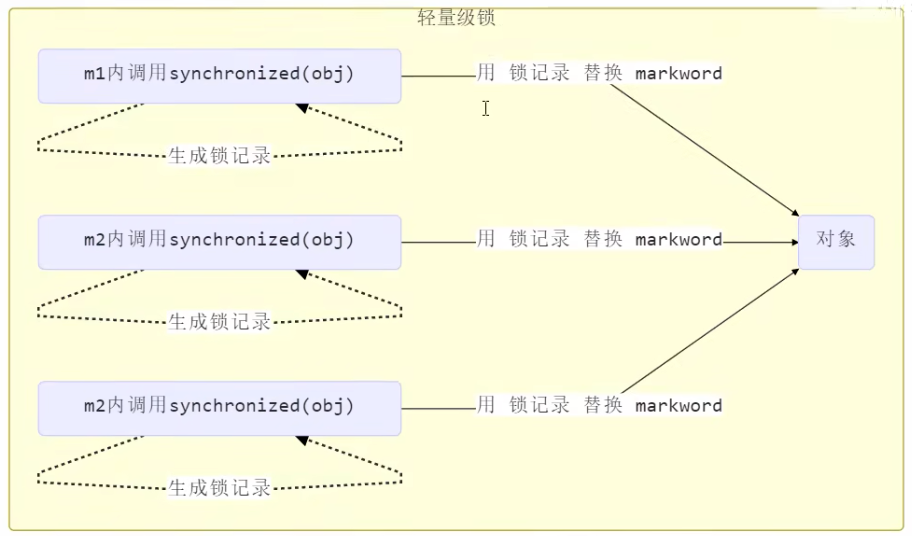 轻量级锁
m1内调用synchronized(obj)
用 锁记录 替换 markword
生成锁记录
m2内调用synchronized(obj)
用 锁记录 替换 markword
对象
生成锁记录
m2内调用synchronized(obj)
用 锁记录 替换 markword
生成锁记录